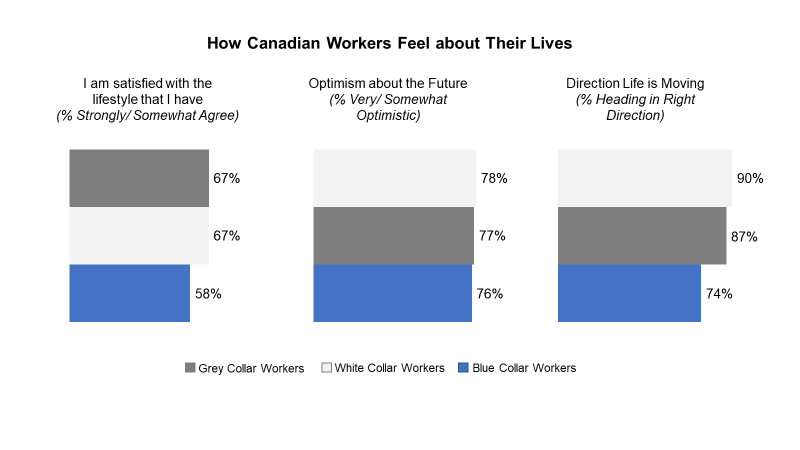 How Canadian Workers Feel about Their Lives
I am satisfied with the
lifestyle that I have
(% Strongly/ Somewhat Agree)
67%
67%
58%
Optimism about the Future
(% Very/ Somewhat
Optimistic)
78%
77%
76%
Direction Life is Moving
(% Heading in Right
Direction)
90%
87%
74%
Grey Collar Workers
White Collar Workers
Blue Collar Workers